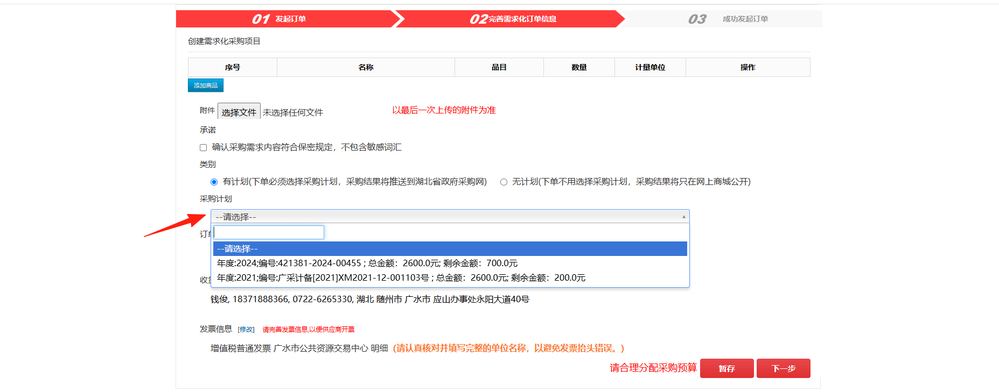 01 发起订单 02 完善需求化订单信息 03 成功发起订单
创建需求化采购项目
序号 名称 品目 数量 计量单位 操作
添加商品
附件 选择文件 未选择任何文件 以最后一次上传的附件为准
承诺
确认采购需求内容符合保密规定，不包含敏感词汇
类别
有计划(下单必须选择采购计划，采购结果将推送到湖北省政府采购网) 无计划(下单不用选择采购计划，采购结果将只在网上商城公开)
采购计划
--请选择--
订
--请选择--
年度:2024;编号:421381-2024-00455 ; 总金额：2600.0元; 剩余金额：700.0元
年度:2021;编号:广采计备[2021]XM2021-12-001103号 ; 总金额：2600.0元; 剩余金额：200.0元
收
钱俊, 18371888366, 0722-6265330, 湖北 随州市 广水市 应山办事处永阳大道40号
发票信息 [修改] 请完善发票信息,以便供应商开票
增值税普通发票 广水市公共资源交易中心 明细（请认真核对并填写完整的单位名称，以避免发票抬头错误。）
请合理分配采购预算 暂存 下一步